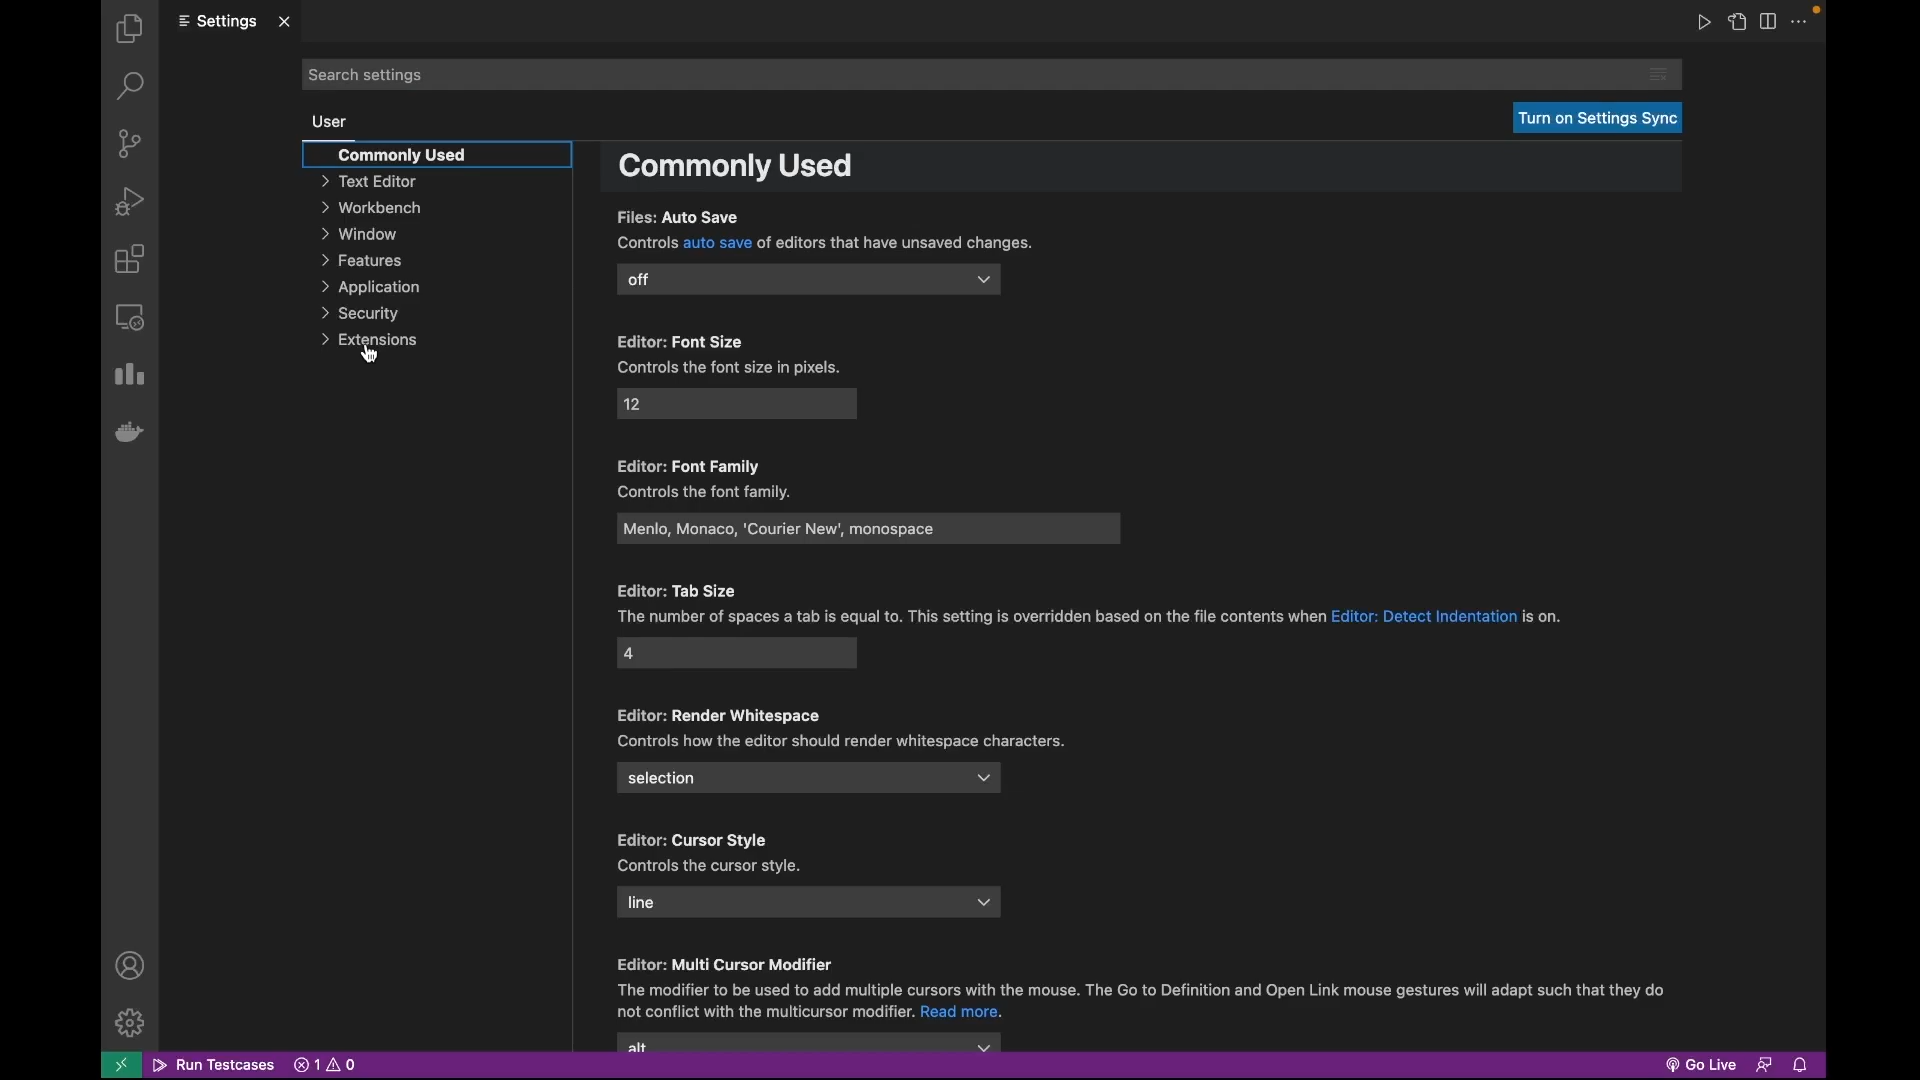 Settings
Search settings
User
Turn on Settings Sync
Commonly Used
Text Editor
Workbench
Window
Features
Application
Security
Extensions
Commonly Used
Files: Auto Save
Controls auto save of editors that have unsaved changes.
off
Editor: Font Size
Controls the font size in pixels.
12
Editor: Font Family
Controls the font family.
Menlo, Monaco, 'Courier New', monospace
Editor: Tab Size
The number of spaces a tab is equal to. This setting is overridden based on the file contents when Editor: Detect Indentation is on.
4
Editor: Render Whitespace
Controls how the editor should render whitespace characters.
selection
Editor: Cursor Style
Controls the cursor style.
line
Editor: Multi Cursor Modifier
The modifier to be used to add multiple cursors with the mouse. The Go to Definition and Open Link mouse gestures will adapt such that they do
not conflict with the multicursor modifier. Read more.
alt
Run Testcases 1 0
Go Live